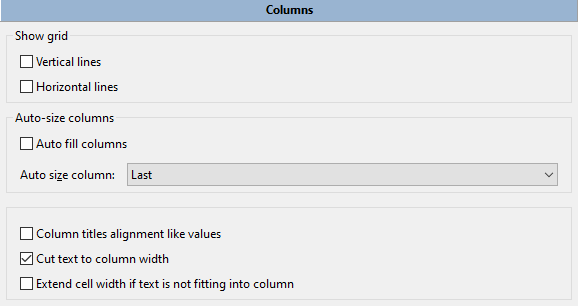 Columns
Show grid
Vertical lines
Horizontal lines
Auto-size columns
Auto fill columns
Auto size column: Last
Column titles alignment like values
Cut text to column width
Extend cell width if text is not fitting into column